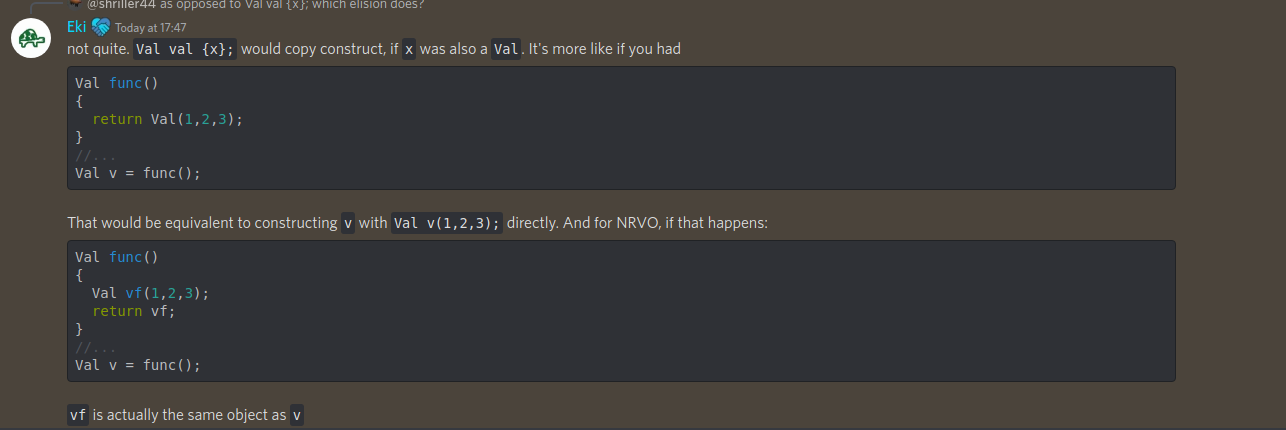 @shriller44 as opposed to Val val {x}; which elision does?
Eki Today at 17:47
not quite. Val val {x}; would copy construct, if x was also a Val. It's more like if you had
Val func()
{
return Val(1,2,3);
}
//...
Val v = func();
That would be equivalent to constructing v with Val v(1,2,3); directly. And for NRVO, if that happens:
Val func()
{
Val vf(1,2,3);
return vf;
}
//...
Val v = func();
vf is actually the same object as v